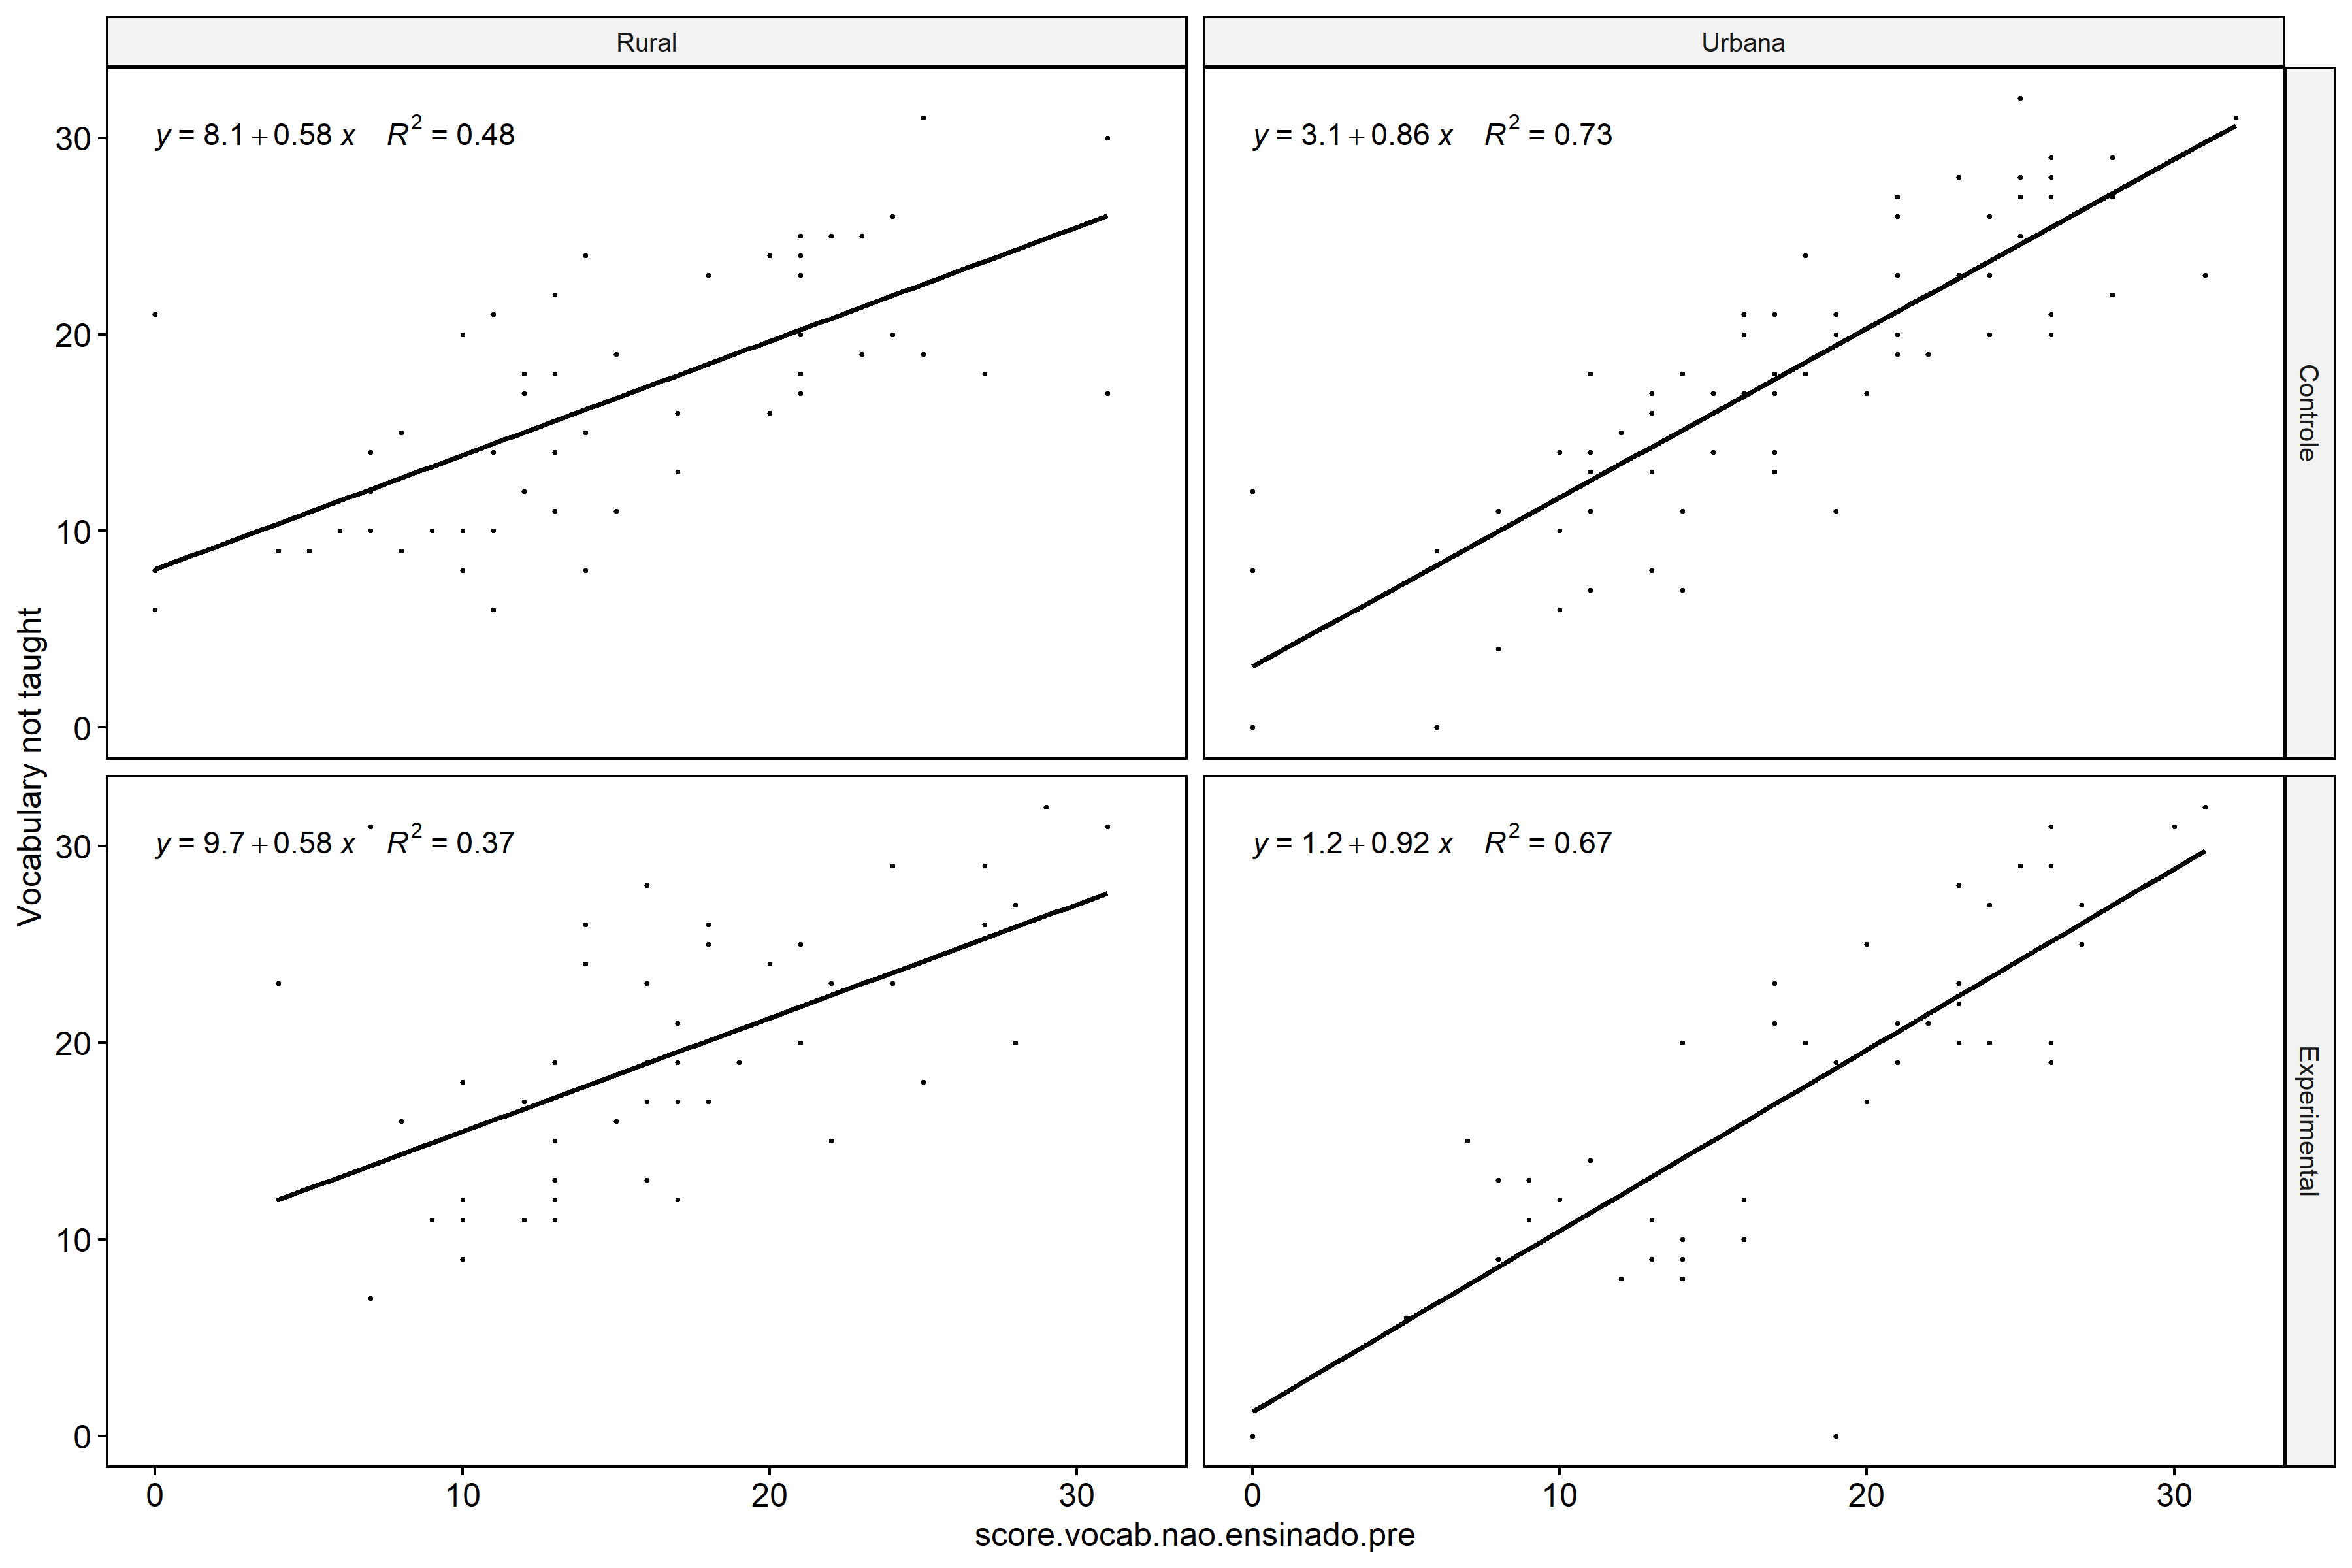 Rural
Urbana
y = 8.1 + 0.58 x R² = 0.48
y = 3.1 + 0.86 x R² = 0.73
30
20
10
0
Controle
Vocabulary not taught
y = 9.7 + 0.58 x R² = 0.37
y = 1.2 + 0.92 x R² = 0.67
30
20
10
0
Experimental
0 10 20 30
0 10 20 30
score.vocab.nao.ensinado.pre